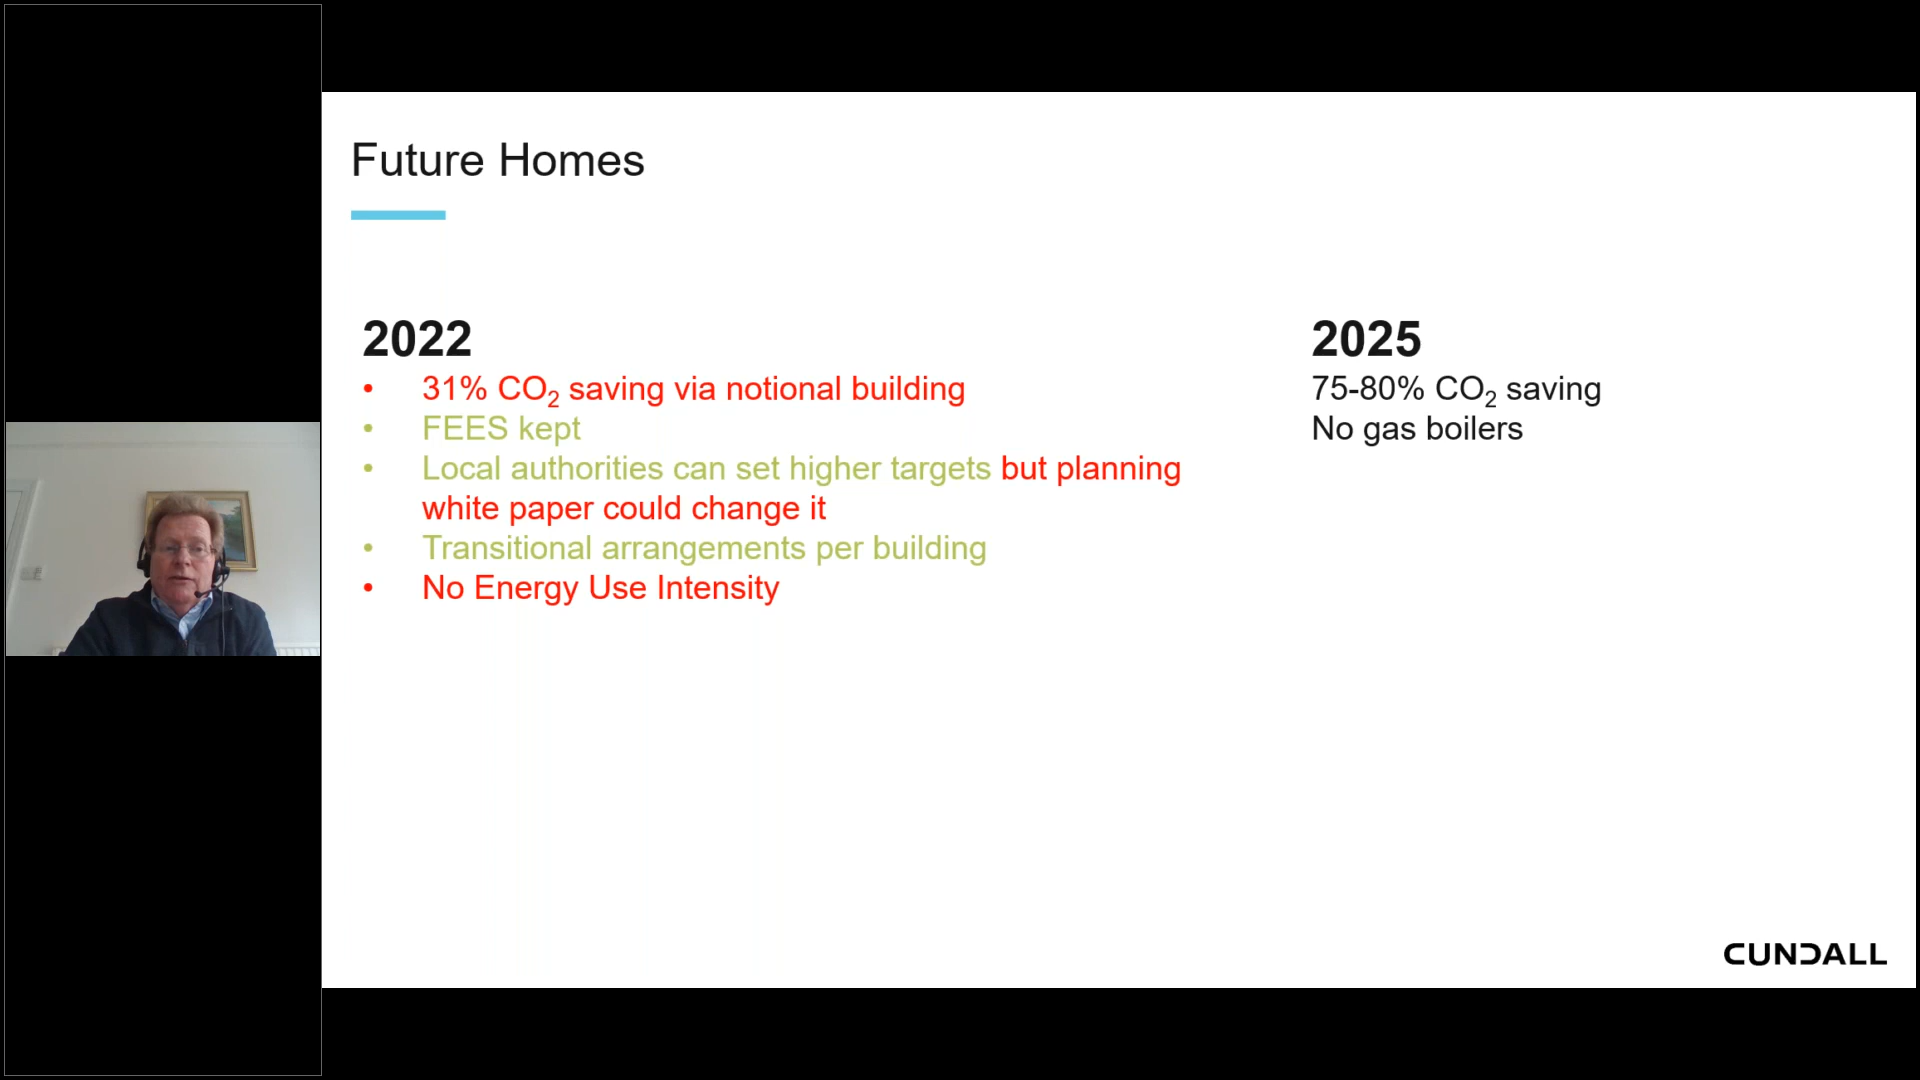 Future Homes
2022
• 31% CO₂ saving via notional building
• FEES kept
• Local authorities can set higher targets but planning
white paper could change it
• Transitional arrangements per building
• No Energy Use Intensity
2025
75-80% CO₂ saving
No gas boilers
CUNDALL